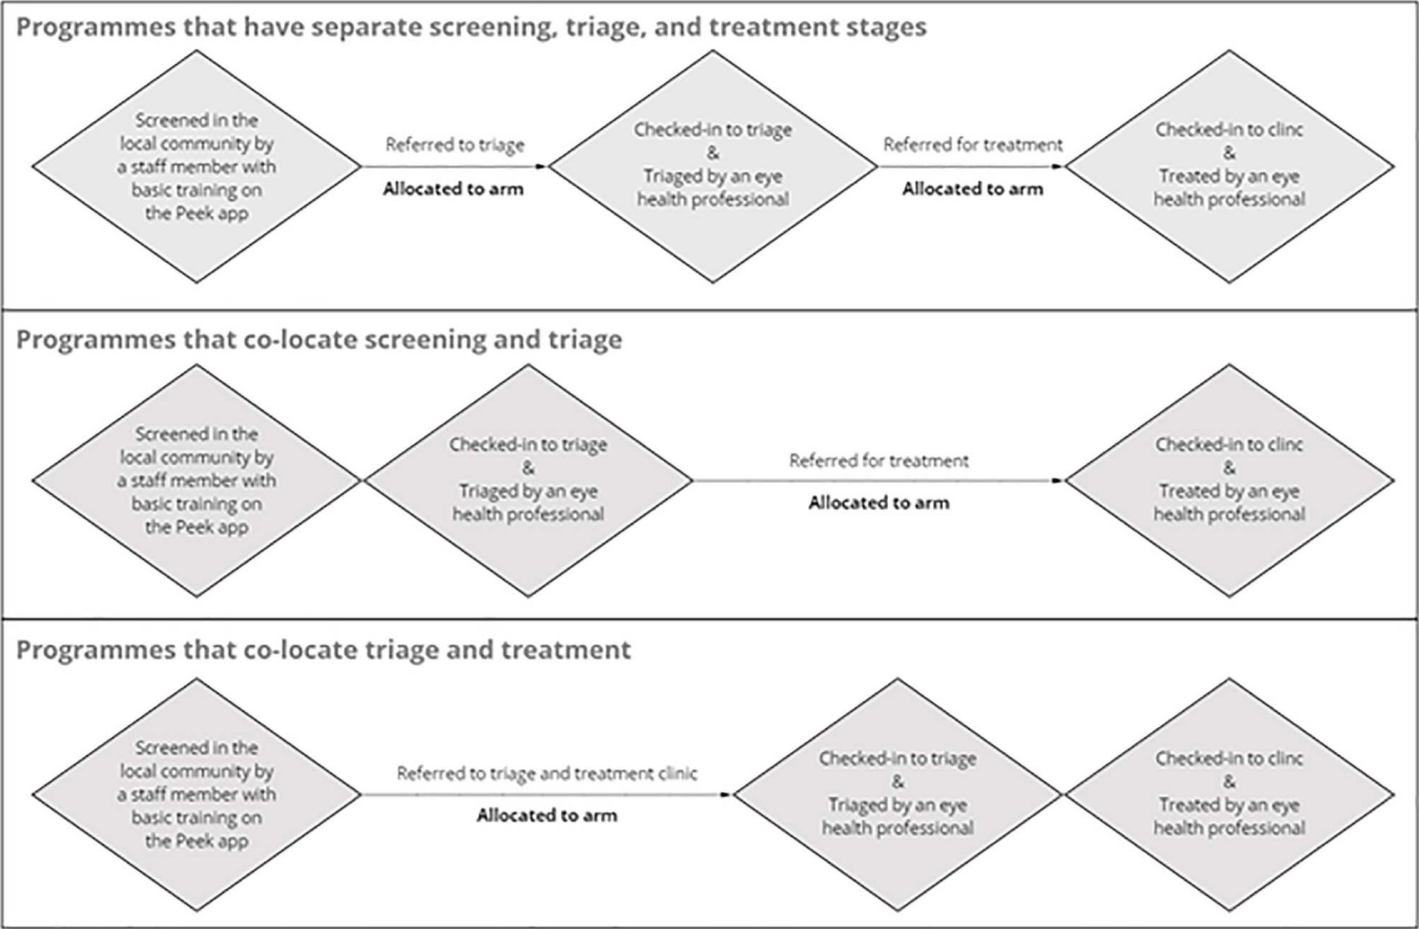 Programmes that have separate screening, triage, and treatment stages
Screened in the
local community by
a staff member with
basic training on
the Peek app
Referred to triage
Allocated to arm
Checked-in to triage
&
Triaged by an eye
health professional
Referred for treatment
Allocated to arm
Checked-in to clinc
&
Treated by an eye
health professional
Programmes that co-locate screening and triage
Screened in the
local community by
a staff member with
basic training on
the Peek app
Checked-in to triage
&
Triaged by an eye
health professional
Referred for treatment
Allocated to arm
Checked-in to clinc
&
Treated by an eye
health professional
Programmes that co-locate triage and treatment
Screened in the
local community by
a staff member with
basic training on
the Peek app
Referred to triage and treatment clinic
Allocated to arm
Checked-in to triage
&
Triaged by an eye
health professional
Checked-in to clinc
&
Treated by an eye
health professional